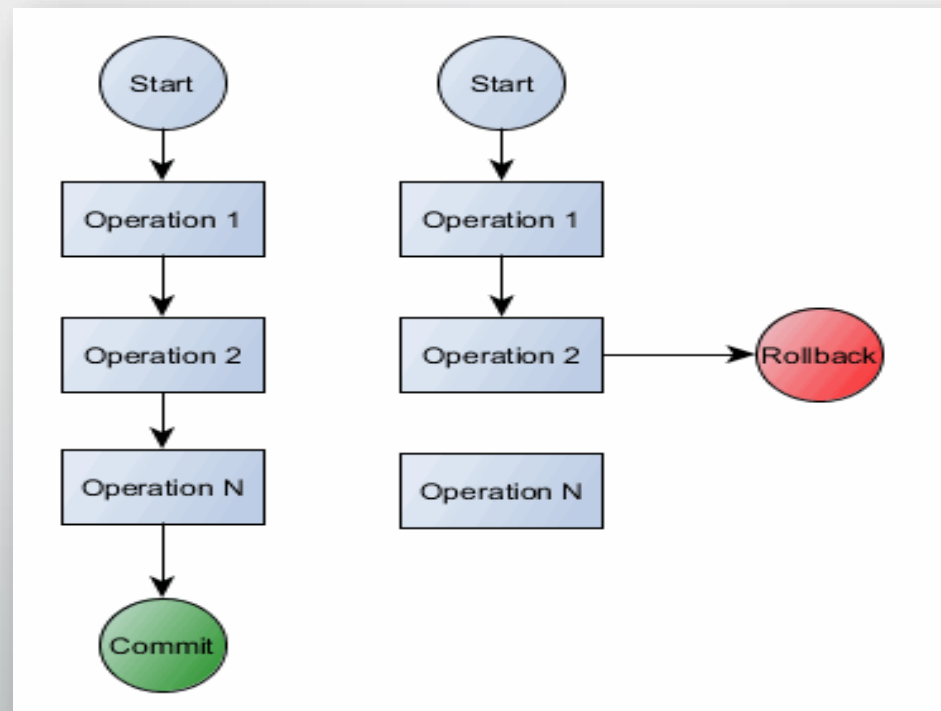 Start
Operation 1
Operation 2
Operation N
Commit
Start
Operation 1
Operation 2
Rollback
Operation N